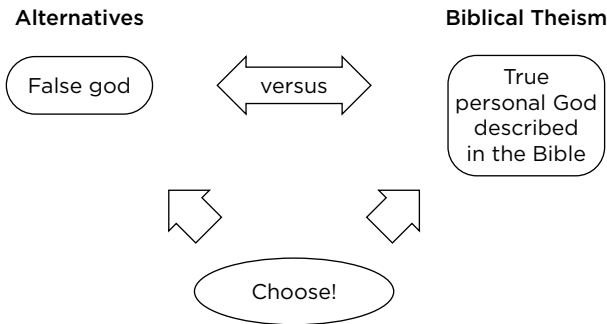 Alternatives
Biblical Theism
False god
versus
True
personal God
described
in the Bible
Choose!